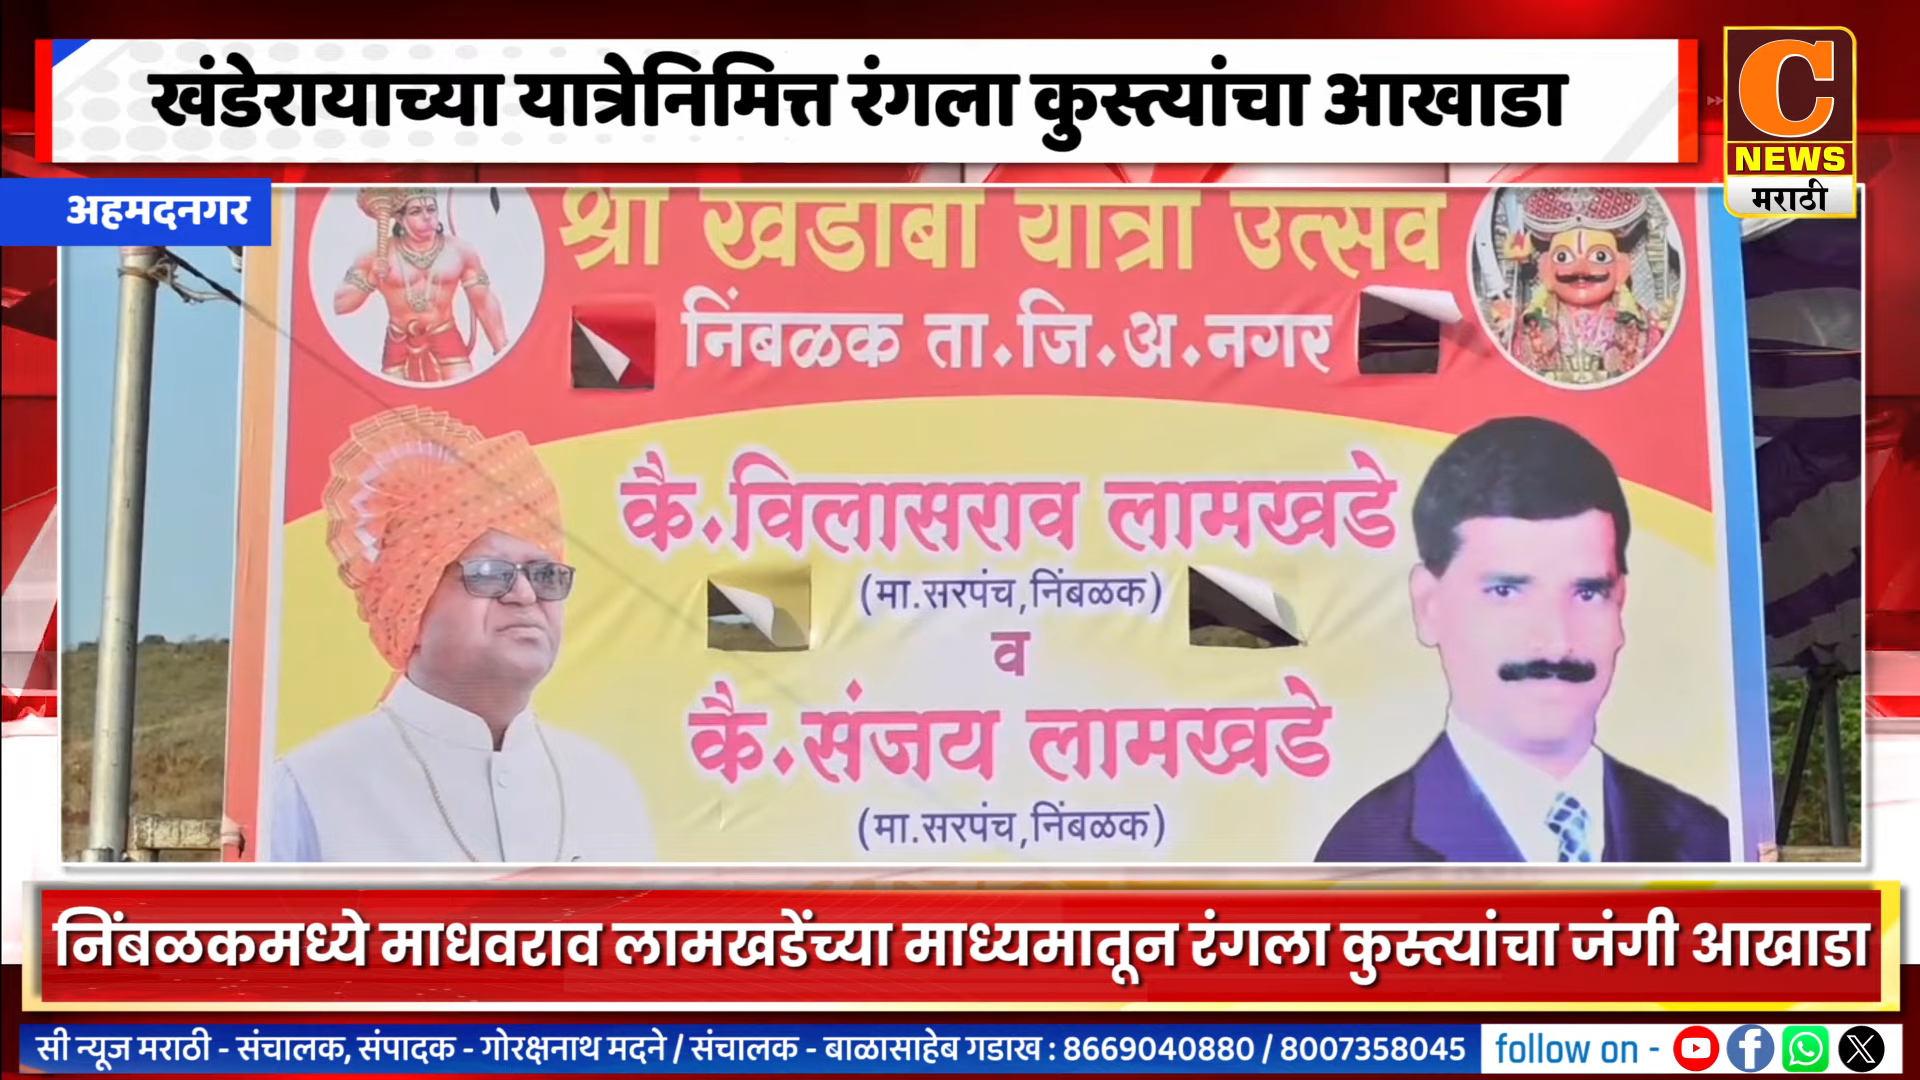 खंडेरायाच्या यात्रेनिमित्त रंगला कुस्त्यांचा आखाडा
C
NEWS
मराठी
अहमदनगर
श्री खंडोबा यात्रा उत्सव
निंबळक ता.जि.अ.नगर
कै.विलासराव लामखडे
(मा.सरपंच,निंबळक)
व
कै.संजय लामखडे
(मा.सरपंच,निंबळक)
निंबळकमध्ये माधवराव लामखडेंच्या माध्यमातून रंगला कुस्त्यांचा जंगी आखाडा
सी न्यूज मराठी - संचालक, संपादक - गोरक्षनाथ मदने / संचालक - बाळासाहेब गडाख : 8669040880 / 8007358045
follow on -